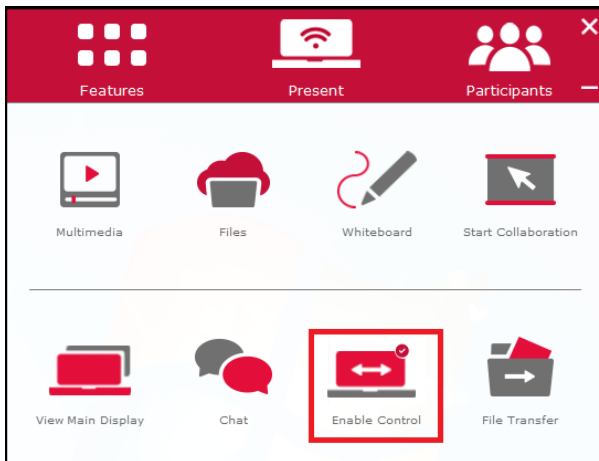 Features
Present
Participants
Multimedia
Files
Whiteboard
Start Collaboration
View Main Display
Chat
Enable Control
File Transfer